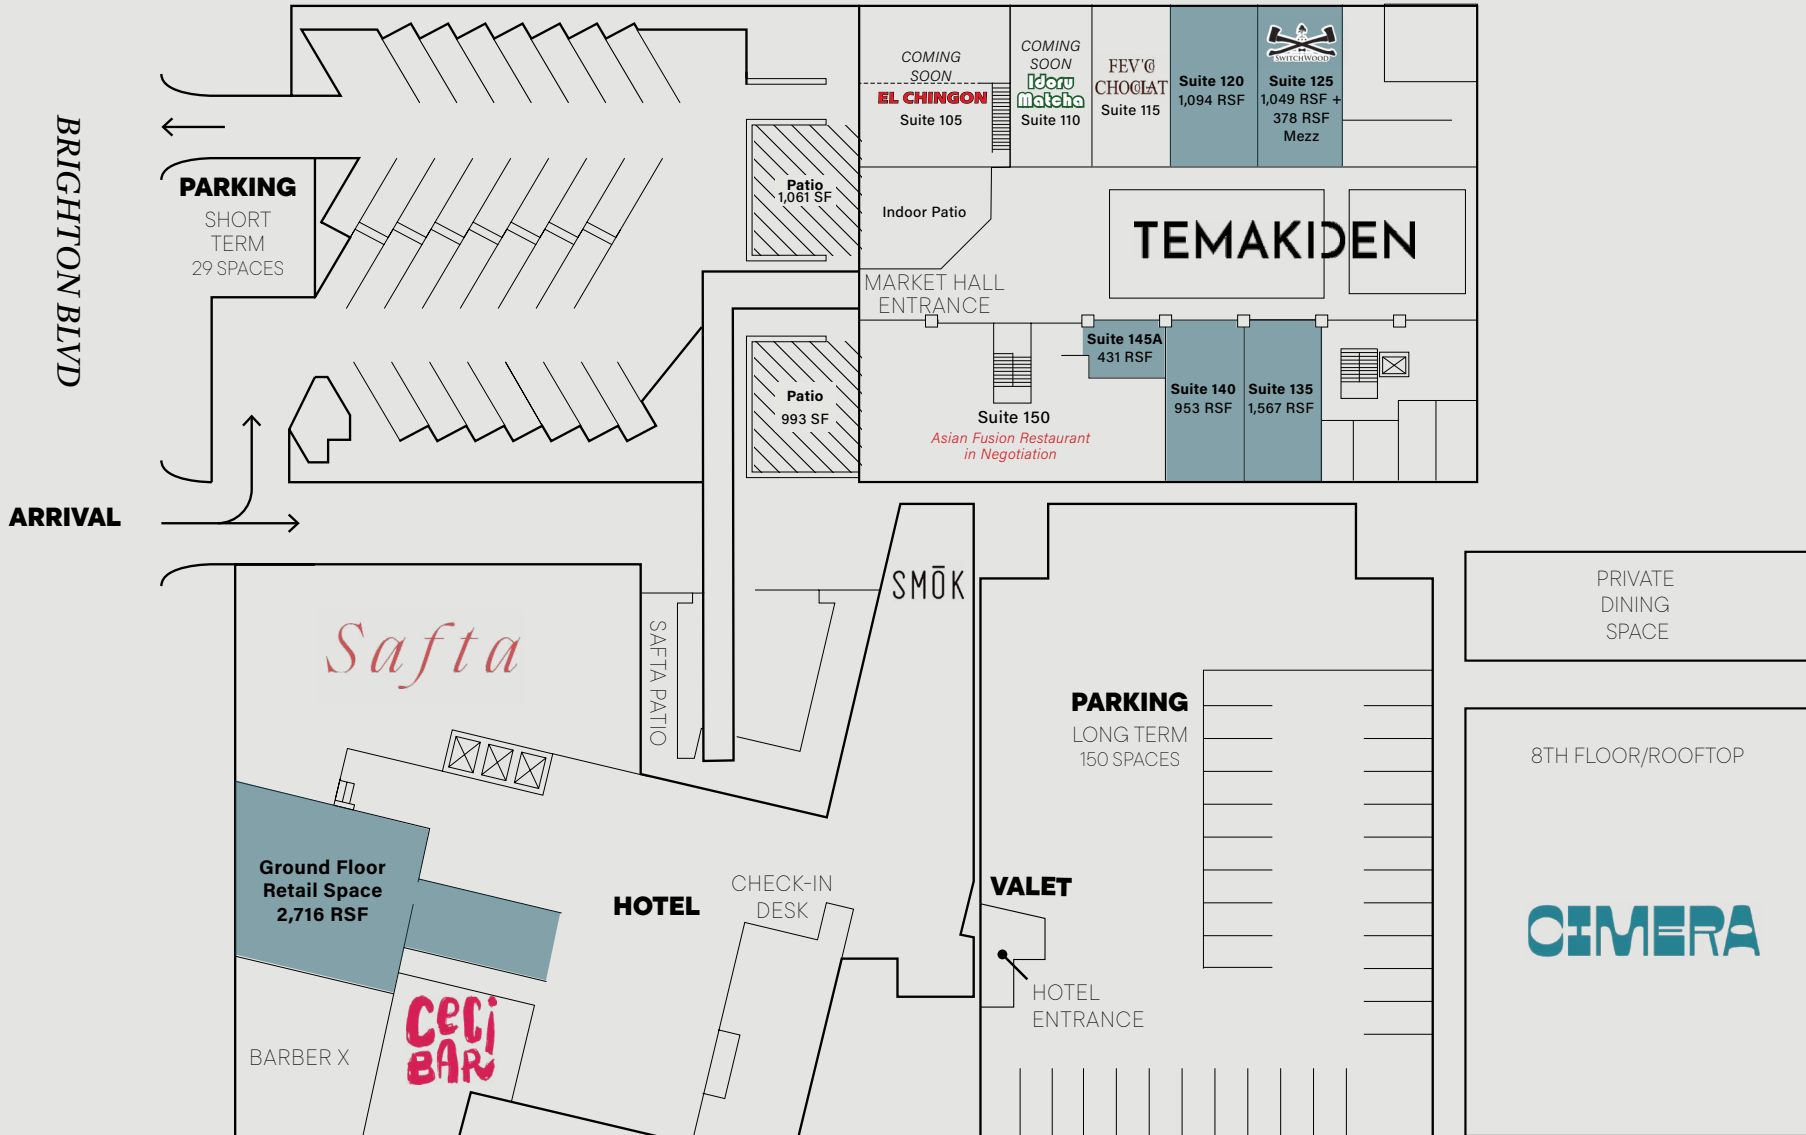 BRIGHTON BLVD
PARKING
SHORT
TERM
29 SPACES
ARRIVAL
Patio
1,061 SF
Patio
993 SF
COMING
SOON
EL CHINGON
Suite 105
COMING
SOON
Idoru
Matcha
Suite 110
CHOCLAT
Suite 115
Suite 120
1,094 RSF
SWITCHWOOD
Suite 125
1,049 RSF +
378 RSF
Mezz
Indoor Patio
TEMAKIDEN
MARKET HALL
ENTRANCE
Suite 145A
431 RSF
Suite 140
953 RSF
Suite 135
1,567 RSF
Suite 150
Asian Fusion Restaurant
in Negotiation
SMŌK
Safta
SAFTA PATIO
PARKING
LONG TERM
150 SPACES
PRIVATE
DINING
SPACE
8TH FLOOR/ROOFTOP
CIMERA
Ground Floor
Retail Space
2,716 RSF
HOTEL
CHECK-IN
DESK
VALET
HOTEL
ENTRANCE
BARBER X
CECI
BAR